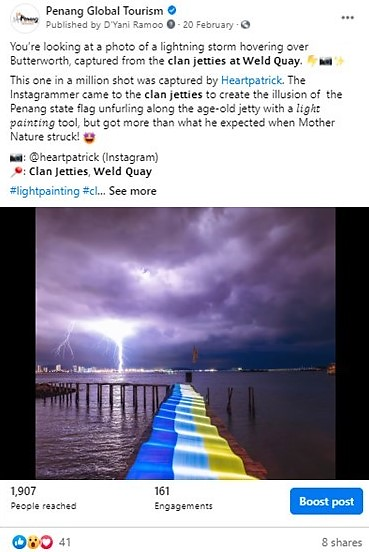 Penang Global Tourism
Published by D'Yani Ramoo · 20 February ·
You're looking at a photo of a lightning storm hovering over
Butterworth, captured from the clan jetties at Weld Quay. 👇📷✨
This one in a million shot was captured by Heartpatrick. The
Instagrammer came to the clan jetties to create the illusion of the
Penang state flag unfurling along the age-old jetty with a light
painting tool, but got more than what he expected when Mother
Nature struck! 🤩
📷: @heartpatrick (Instagram)
📍: Clan Jetties, Weld Quay
#lightpainting #cl... See more
1,907
People reached
161
Engagements
Boost post
41
8 shares